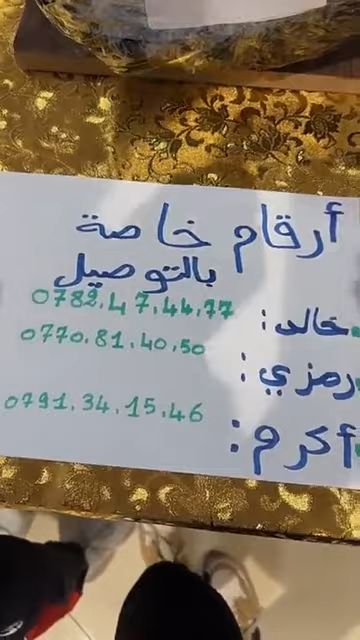 أرقام خاصة
بالتوصيل
خالد: 0782.47.44.77
رمزي: 0770.81.40.50
أكرم: 0791.34.15.46